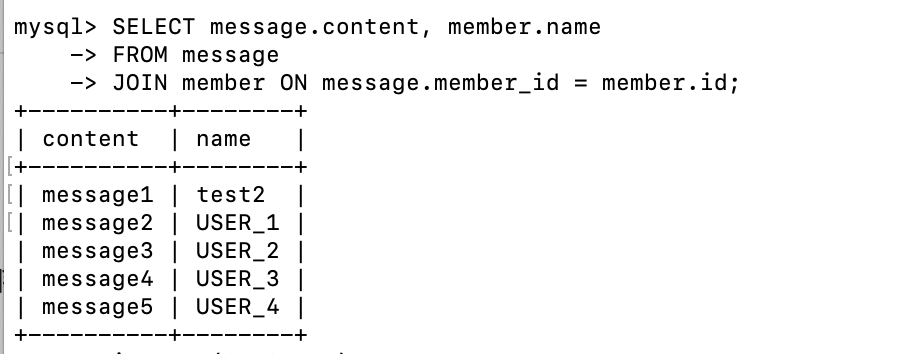 mysql> SELECT message.content, member.name
    -> FROM message
    -> JOIN member ON message.member_id = member.id;
+----------+--------+
| content  | name   |
+----------+--------+
| message1 | test2  |
| message2 | USER_1 |
| message3 | USER_2 |
| message4 | USER_3 |
| message5 | USER_4 |
+----------+--------+